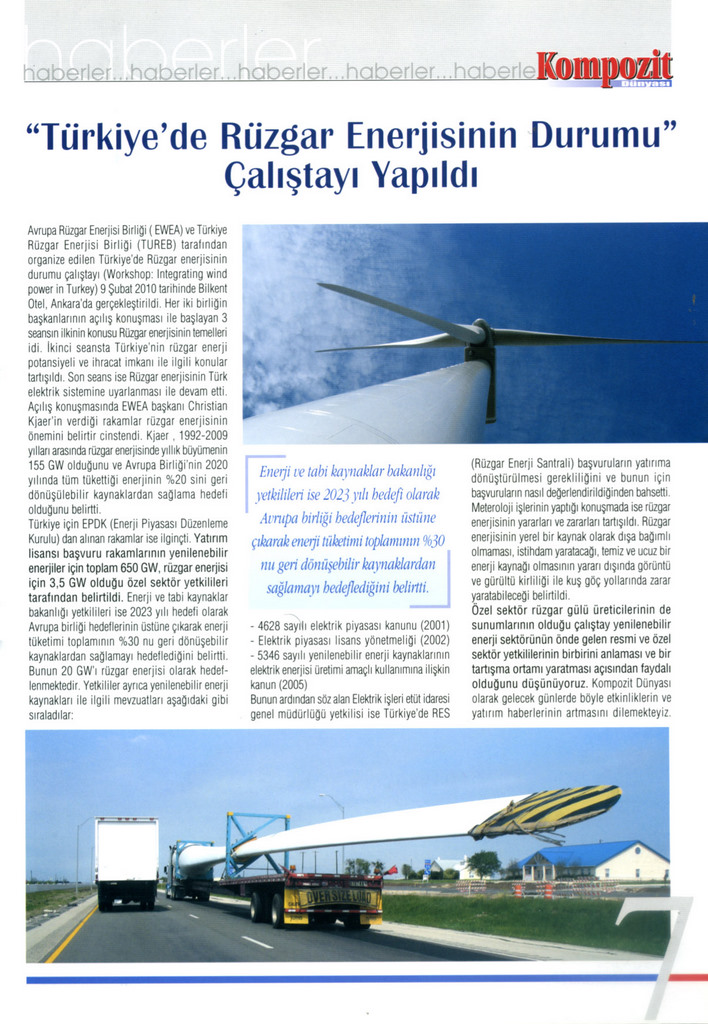 haberler
haberler...haberler...haberler...haberler...haberle
Kompozit
Dünyası
“Türkiye’de Rüzgar Enerjisinin Durumu”
Çalıştayı Yapıldı
Avrupa Rüzgar Enerjisi Birliği ( EWEA) ve Türkiye
Rüzgar Enerjisi Birliği (TUREB) tarafından
organize edilen Türkiye'de Rüzgar enerjisinin
durumu çalıştayı (Workshop: Integrating wind
power in Turkey) 9 Şubat 2010 tarihinde Bilkent
Otel, Ankara'da gerçekleştirildi. Her iki birliğin
başkanlarının açılış konuşması ile başlayan 3
seansın ilkinin konusu Rüzgar enerjisinin temelleri
idi. İkinci seansta Türkiye'nin rüzgar enerji
potansiyeli ve ihracat imkanı ile ilgili konular
tartışıldı. Son seans ise Rüzgar enerjisinin Türk
elektrik sistemine uyarlanması ile devam etti.
Açılış konuşmasında EWEA başkanı Christian
Kjaer'in verdiği rakamlar rüzgar enerjisinin
önemini belirtir cinstendi. Kjaer , 1992-2009
yılları arasında rüzgar enerjisinde yıllık büyümenin
155 GW olduğunu ve Avrupa Birliği'nin 2020
yılında tüm tükettiği enerjinin %20 sini geri
dönüşülebilir kaynaklardan sağlama hedefi
olduğunu belirtti.
Türkiye için EPDK (Enerji Piyasası Düzenleme
Kurulu) dan alınan rakamlar ise ilginçti. Yatırım
lisansı başvuru rakamlarının yenilenebilir
enerjiler için toplam 650 GW, rüzgar enerjisi
için 3,5 GW olduğu özel sektör yetkilileri
tarafından belirtildi. Enerji ve tabi kaynaklar
bakanlığı yetkilileri ise 2023 yılı hedefi olarak
Avrupa birliği hedeflerinin üstüne çıkarak enerji
tüketimi toplamının %30 nu geri dönüşebilir
kaynaklardan sağlamayı hedeflediğini belirtti.
Bunun 20 GW'ı rüzgar enerjisi olarak hedef-
lenmektedir. Yetkililer ayrıca yenilenebilir enerji
kaynakları ile ilgili mevzuatları aşağıdaki gibi
sıraladılar:
Enerji ve tabi kaynaklar bakanlığı
yetkilileri ise 2023 yılı hedefi olarak
Avrupa birliği hedeflerinin üstüne
çıkarak enerji tüketimi toplamının %30
nu geri dönüşebilir kaynaklardan
sağlamayı hedeflediğini belirtti.
- 4628 sayılı elektrik piyasası kanunu (2001)
- Elektrik piyasası lisans yönetmeliği (2002)
- 5346 sayılı yenilenebilir enerji kaynaklarının
elektrik enerjisi üretimi amaçlı kullanımına ilişkin
kanun (2005)
Bunun ardından söz alan Elektrik işleri etüt idaresi
genel müdürlüğü yetkilisi ise Türkiye'de RES
(Rüzgar Enerji Santrali) başvuruların yatırıma
dönüştürülmesi gerekliliğini ve bunun için
başvuruların nasıl değerlendirildiğinden bahsetti.
Meteroloji işlerinin yaptığı konuşmada ise rüzgar
enerjisinin yararları ve zararları tartışıldı. Rüzgar
enerjisinin yerel bir kaynak olarak dışa bağımlı
olmaması, istihdam yaratacağı, temiz ve ucuz bir
enerji kaynağı olmasının yararı dışında görüntü
ve gürültü kirliliği ile kuş göç yollarında zarar
yaratabileceği belirtildi.
Özel sektör rüzgar gülü üreticilerinin de
sunumlarının olduğu çalıştay yenilenebilir
enerji sektörünün önde gelen resmi ve özel
sektör yetkililerinin birbirini anlaması ve bir
tartışma ortamı yaratması açısından faydalı
olduğunu düşünüyoruz. Kompozit Dünyası
olarak gelecek günlerde böyle etkinliklerin ve
yatırım haberlerinin artmasını dilemekteyiz.
OVERSIZE LOAD
7